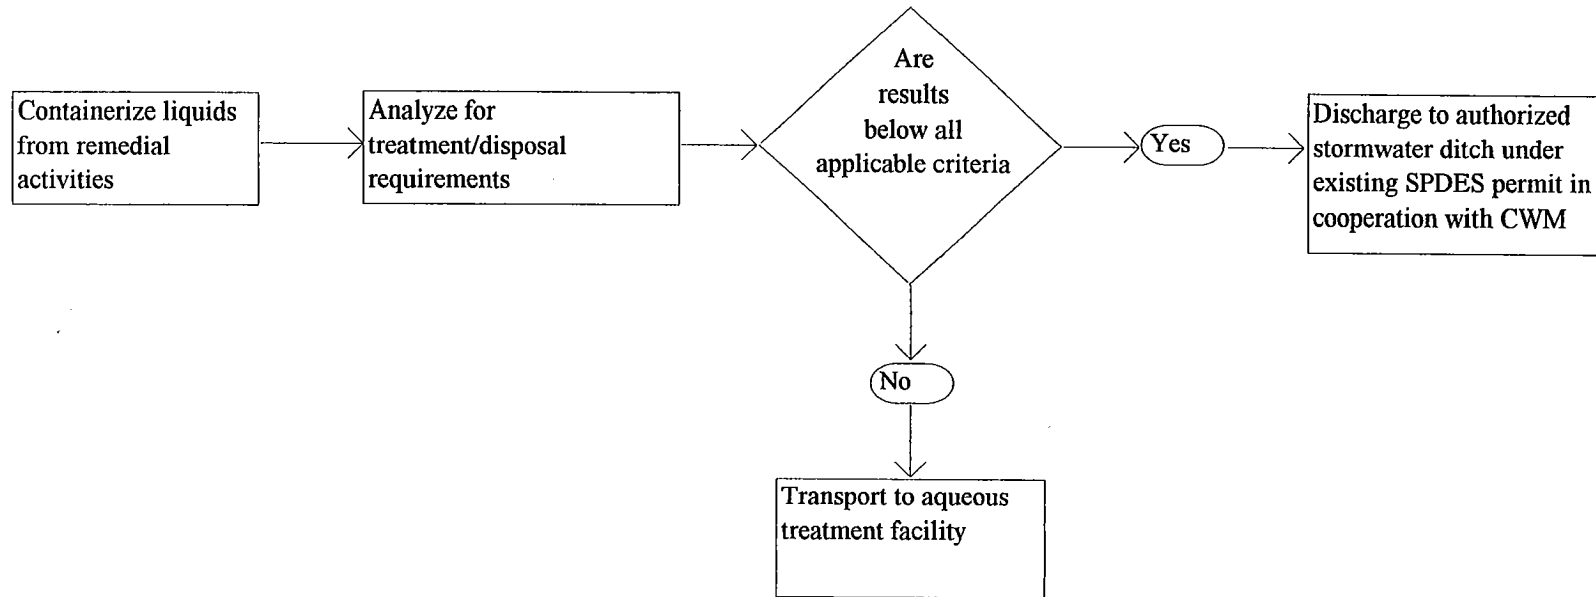 Containerize liquids
from remedial
activities
Analyze for
treatment/disposal
requirements
Are
results
below all
applicable criteria
Yes
Discharge to authorized
stormwater ditch under
existing SPDES permit in
cooperation with CWM
No
Transport to aqueous
treatment facility